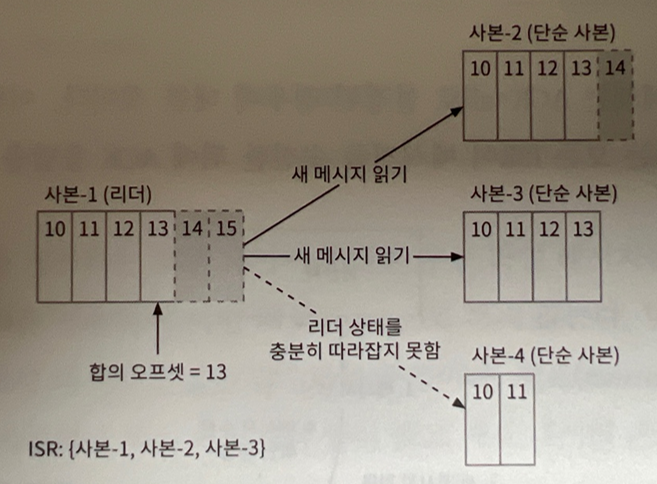 사본-2 (단순 사본)
10 11 12 13 14
새 메시지 읽기
사본-1 (리더)
10 11 12 13 14 15
사본-3 (단순 사본)
10 11 12 13
새 메시지 읽기
리더 상태를
충분히 따라잡지 못함
합의 오프셋 = 13
사본-4 (단순 사본)
10 11
ISR: {사본-1, 사본-2, 사본-3}